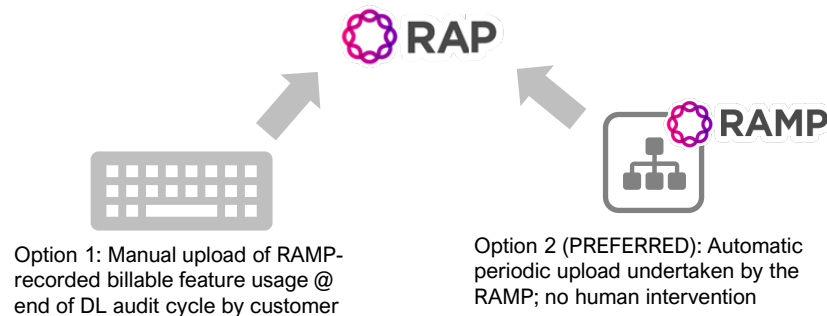 RAP
RAMP
Option 1: Manual upload of RAMP-
recorded billable feature usage @
end of DL audit cycle by customer
Option 2 (PREFERRED): Automatic
periodic upload undertaken by the
RAMP; no human intervention